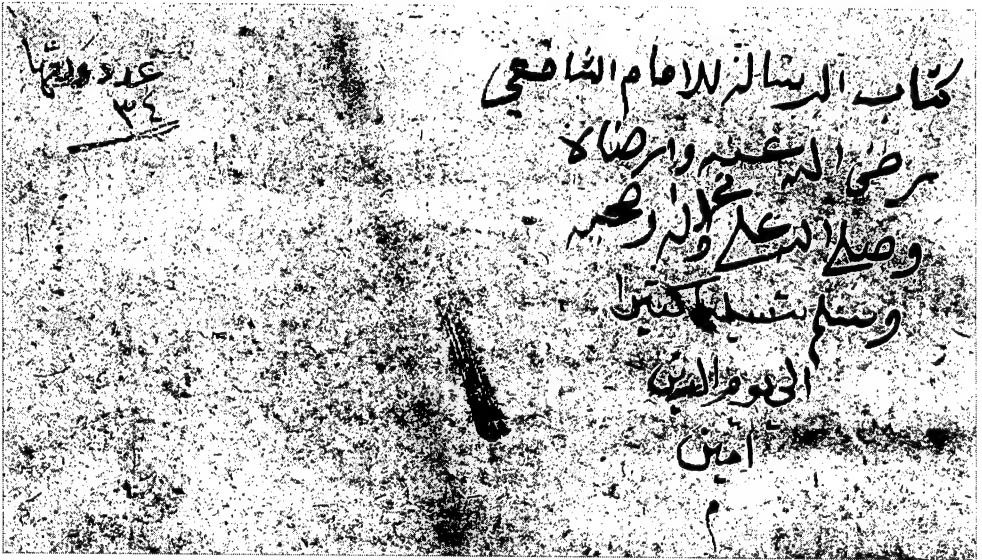 كتاب الرسالة للامام الشافعي
رضي الله عنه وارضاه
وصلى الله على محمد واله وصحبه
وسلم تسليما كثيرا
الى يوم الدين
امين
م
عدد ورقها
٣٤